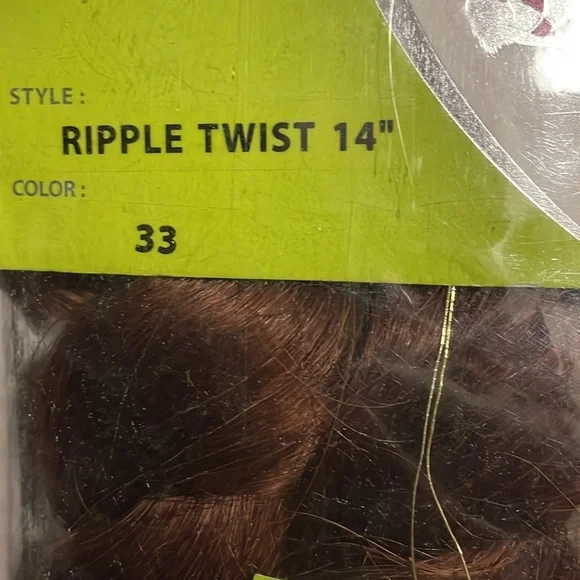 STYLE :
RIPPLE TWIST 14"
COLOR :
33